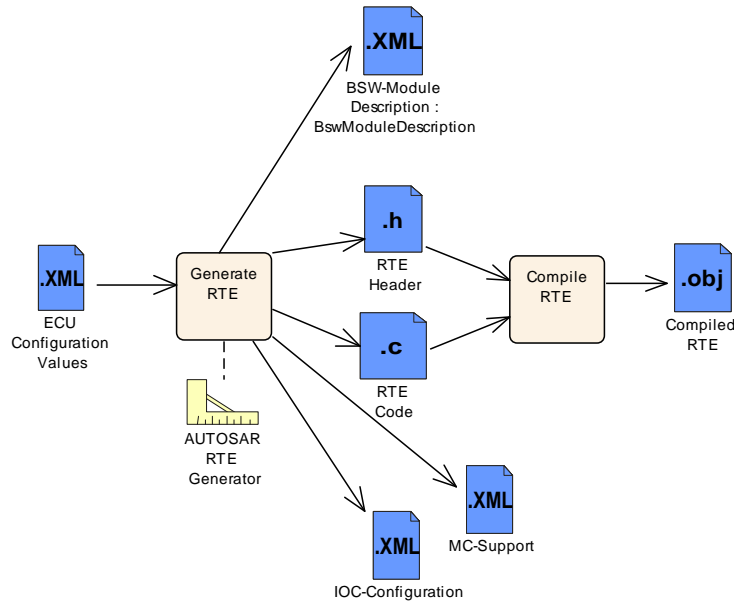 .XML
BSW-Module
Description :
BswModuleDescription
.h
RTE
Header
.XML
ECU
Configuration
Values
Generate
RTE
Compile
RTE
.obj
Compiled
RTE
.c
RTE
Code
AUTOSAR
RTE
Generator
.XML
MC-Support
.XML
IOC-Configuration